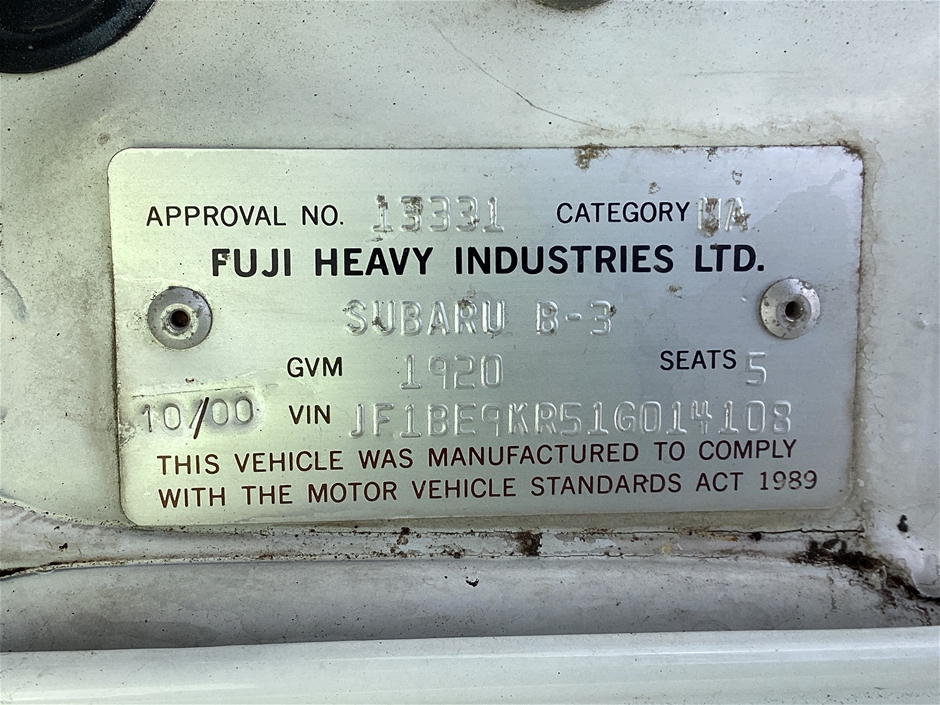 APPROVAL NO. 13331 CATEGORY MA
FUJI HEAVY INDUSTRIES LTD.
SUBARU B-3
GVM 1920 SEATS 5
10/00 VIN JF1BE9KR51G014108
THIS VEHICLE WAS MANUFACTURED TO COMPLY
WITH THE MOTOR VEHICLE STANDARDS ACT 1989